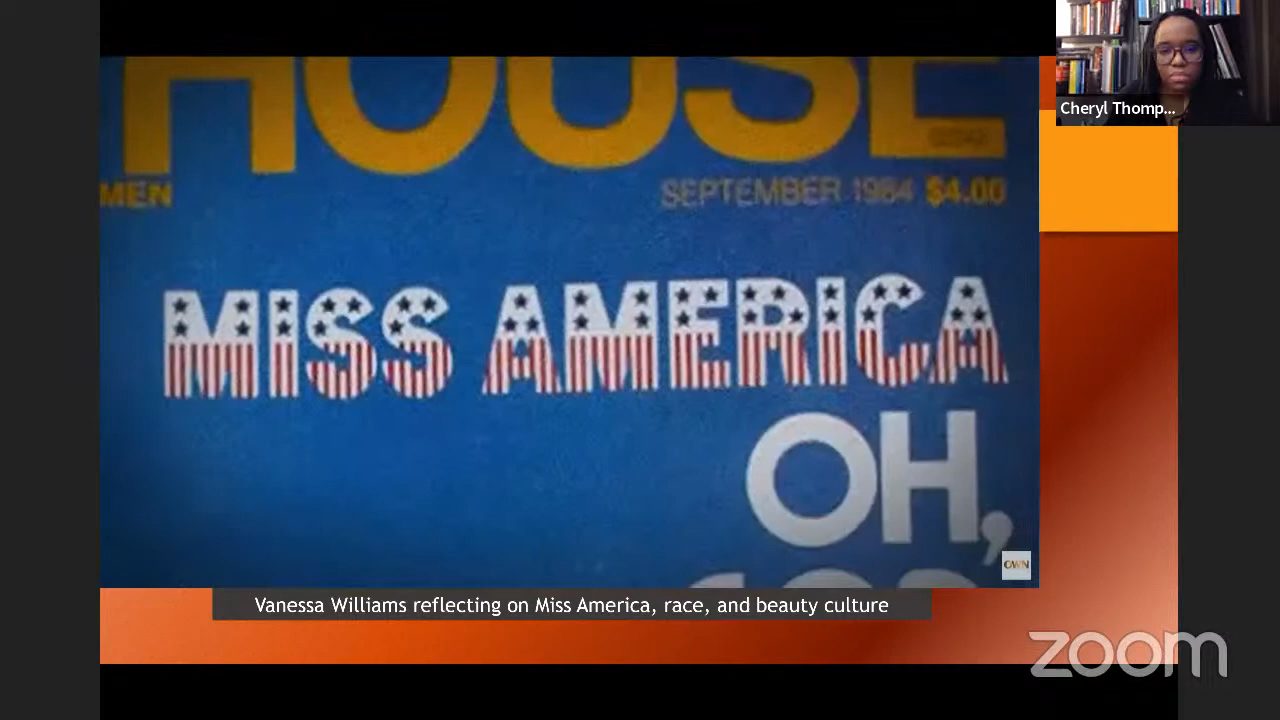 HOUSE
MEN
SEPTEMBER 1984 $4.00
MISS AMERICA
OH,
OWN
Vanessa Williams reflecting on Miss America, race, and beauty culture
Cheryl Thomp...
zoom